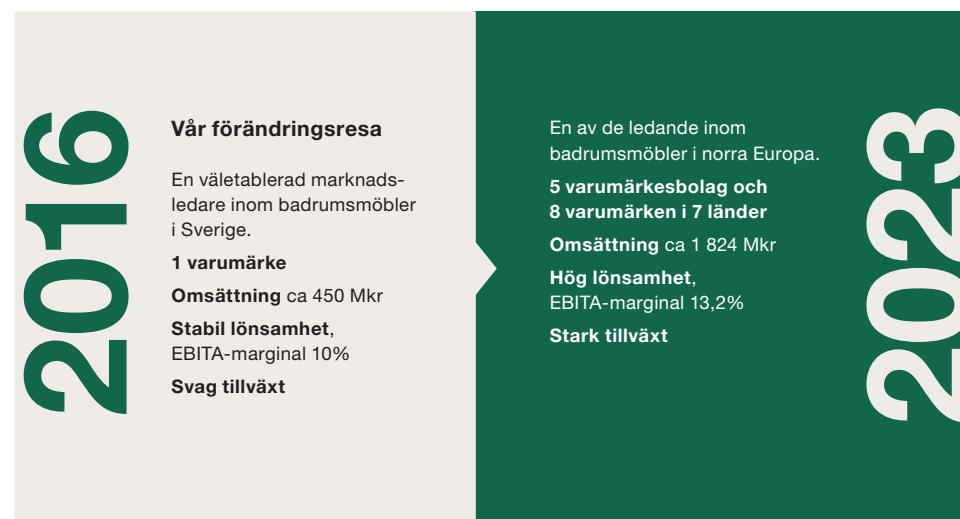 2016
Vår förändringsresa
En väletablerad marknads-
ledare inom badrumsmöbler
i Sverige.
1 varumärke
Omsättning ca 450 Mkr
Stabil lönsamhet,
EBITA-marginal 10%
Svag tillväxt
En av de ledande inom
badrumsmöbler i norra Europa.
5 varumärkesbolag och
8 varumärken i 7 länder
Omsättning ca 1 824 Mkr
Hög lönsamhet,
EBITA-marginal 13,2%
Stark tillväxt
2023